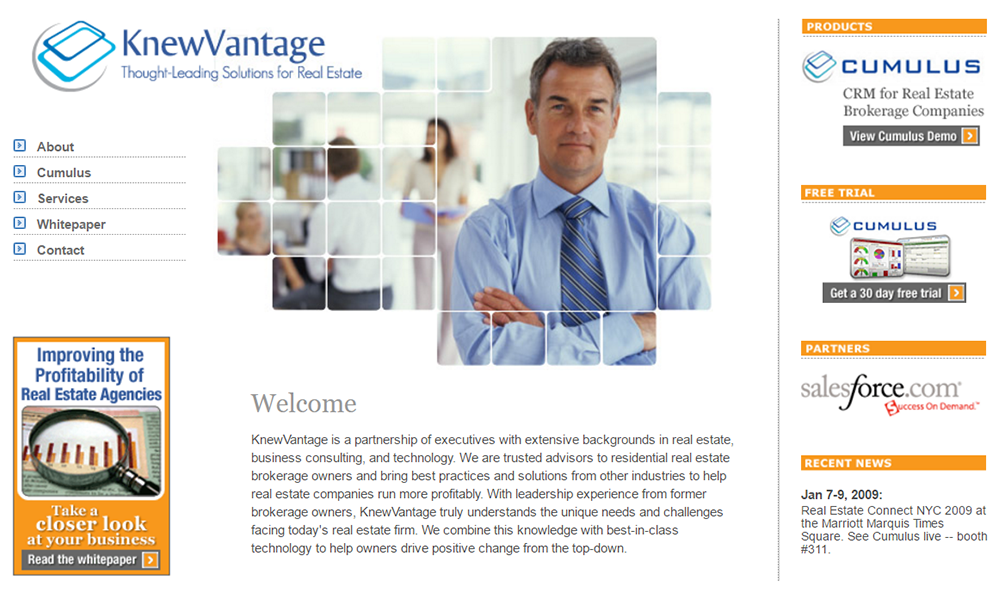 KnewVantage
Thought-Leading Solutions for Real Estate
About
Cumulus
Services
Whitepaper
Contact
Improving the
Profitability of
Real Estate Agencies
Take a
closer look
at your business
Read the whitepaper
Welcome
KnewVantage is a partnership of executives with extensive backgrounds in real estate,
business consulting, and technology. We are trusted advisors to residential real estate
brokerage owners and bring best practices and solutions from other industries to help
real estate companies run more profitably. With leadership experience from former
brokerage owners, KnewVantage truly understands the unique needs and challenges
facing today's real estate firm. We combine this knowledge with best-in-class
technology to help owners drive positive change from the top-down.
PRODUCTS
CUMULUS
CRM for Real Estate
Brokerage Companies
View Cumulus Demo
FREE TRIAL
CUMULUS
Get a 30 day free trial
PARTNERS
salesforce.com®
Success On Demand.™
RECENT NEWS
Jan 7-9, 2009:
Real Estate Connect NYC 2009 at
the Marriott Marquis Times
Square. See Cumulus live -- booth
#311.